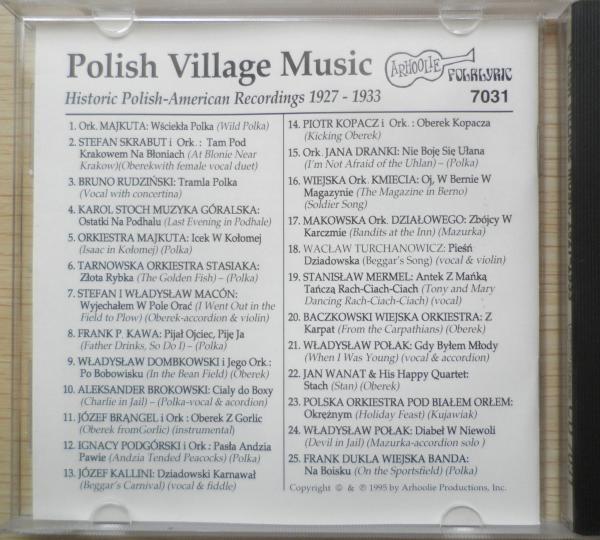 Polish Village Music
ARHOOLIE
FOLKLYRIC
Historic Polish-American Recordings 1927 - 1933
7031
1. Ork. MAJKUTA: Wściekła Polka (Wild Polka)
2. STEFAN SKRABUT i Ork : Tam Pod
Krakowem Na Błoniach (At Blonie Near
Krakow)(Oberekwith female vocal duet)
3. BRUNO RUDZIŃSKI: Tramla Polka
(Vocal with concertina)
4. KAROL STOCH MUZYKA GÓRALSKA:
Ostatki Na Podhalu (Last Evening in Podhale)
5. ORKIESTRA MAJKUTA: Icek W Kołomej
(Isaac in Kołomej) (Polka)
6. TARNOWSKA ORKIESTRA STASIAKA:
Złota Rybka (The Golden Fish) – (Polka)
7. STEFAN I WŁADYSŁAW MACÓN:
Wyjechałem W Pole Orać (I Went Out in the
Field to Plow) (Oberek-accordion & violin)
8. FRANK P. KAWA: Pijał Ojciec, Piję Ja
(Father Drinks, So Do I) – (Polka)
9. WŁADYSŁAW DOMBKOWSKI i Jego Ork :
Po Bobowisku (In the Bean Field) (Oberek)
10. ALEKSANDER BROKOWSKI: Cialy do Boxy
(Charlie in Jail) – (Polka-vocal & acordion)
11. JÓZEF BRĄNGEL i Ork : Oberek Z Gorlic
(Oberek fromGorlic) (instrumental)
12. IGNACY PODGÓRSKI i Ork : Pasła Andzia
Pawie (Andzia Tended Peacocks) (Polka)
13. JÓZEF KALLINI: Dziadowski Karnawał
(Beggar's Carnival) (vocal & fiddle)
14. PIOTR KOPACZ i Ork. : Oberek Kopacza
(Kicking Oberek)
15. Ork. JANA DRANKI: Nie Boję Się Ułana
(I'm Not Afraid of the Uhlan) – (Polka)
16. WIEJSKA Ork. KMIECIA: Oj, W Bernie W
Magazynie (The Magazine in Berno)
(Soldier Song)
17. MAKOWSKA Ork. DZIAŁOWEGO: Zbójcy W
Karczmie (Bandits at the Inn) (Mazurka)
18. WACŁAW TURCHANOWICZ: Pieśń
Dziadowska (Beggar's Song) (vocal & violin)
19. STANISŁAW MERMEL: Antek Z Mańką
Tańczą Rach-Ciach-Ciach (Tony and Mary
Dancing Rach-Ciach-Ciach) (vocal)
20. BACZKOWSKI WIEJSKA ORKIESTRA: Z
Karpat (From the Carpathians) (Oberek)
21. WŁADYSŁAW POŁAK: Gdy Byłem Młody
(When I Was Young) (vocal & accordion)
22. JAN WANAT & His Happy Quartet:
Stach (Stan) (Oberek)
23. POLSKA ORKIESTRA POD BIAŁEM ORŁEM:
Okrężnym (Holiday Feast) (Kujawiak)
24. WŁADYSŁAW POŁAK: Diabeł W Niewoli
(Devil in Jail) (Mazurka-accordion solo )
25. FRANK DUKLA WIEJSKA BANDA:
Na Boisku (On the Sportsfield) (Polka)
Copyright © & ℗ 1995 by Arhoolie Productions, Inc.